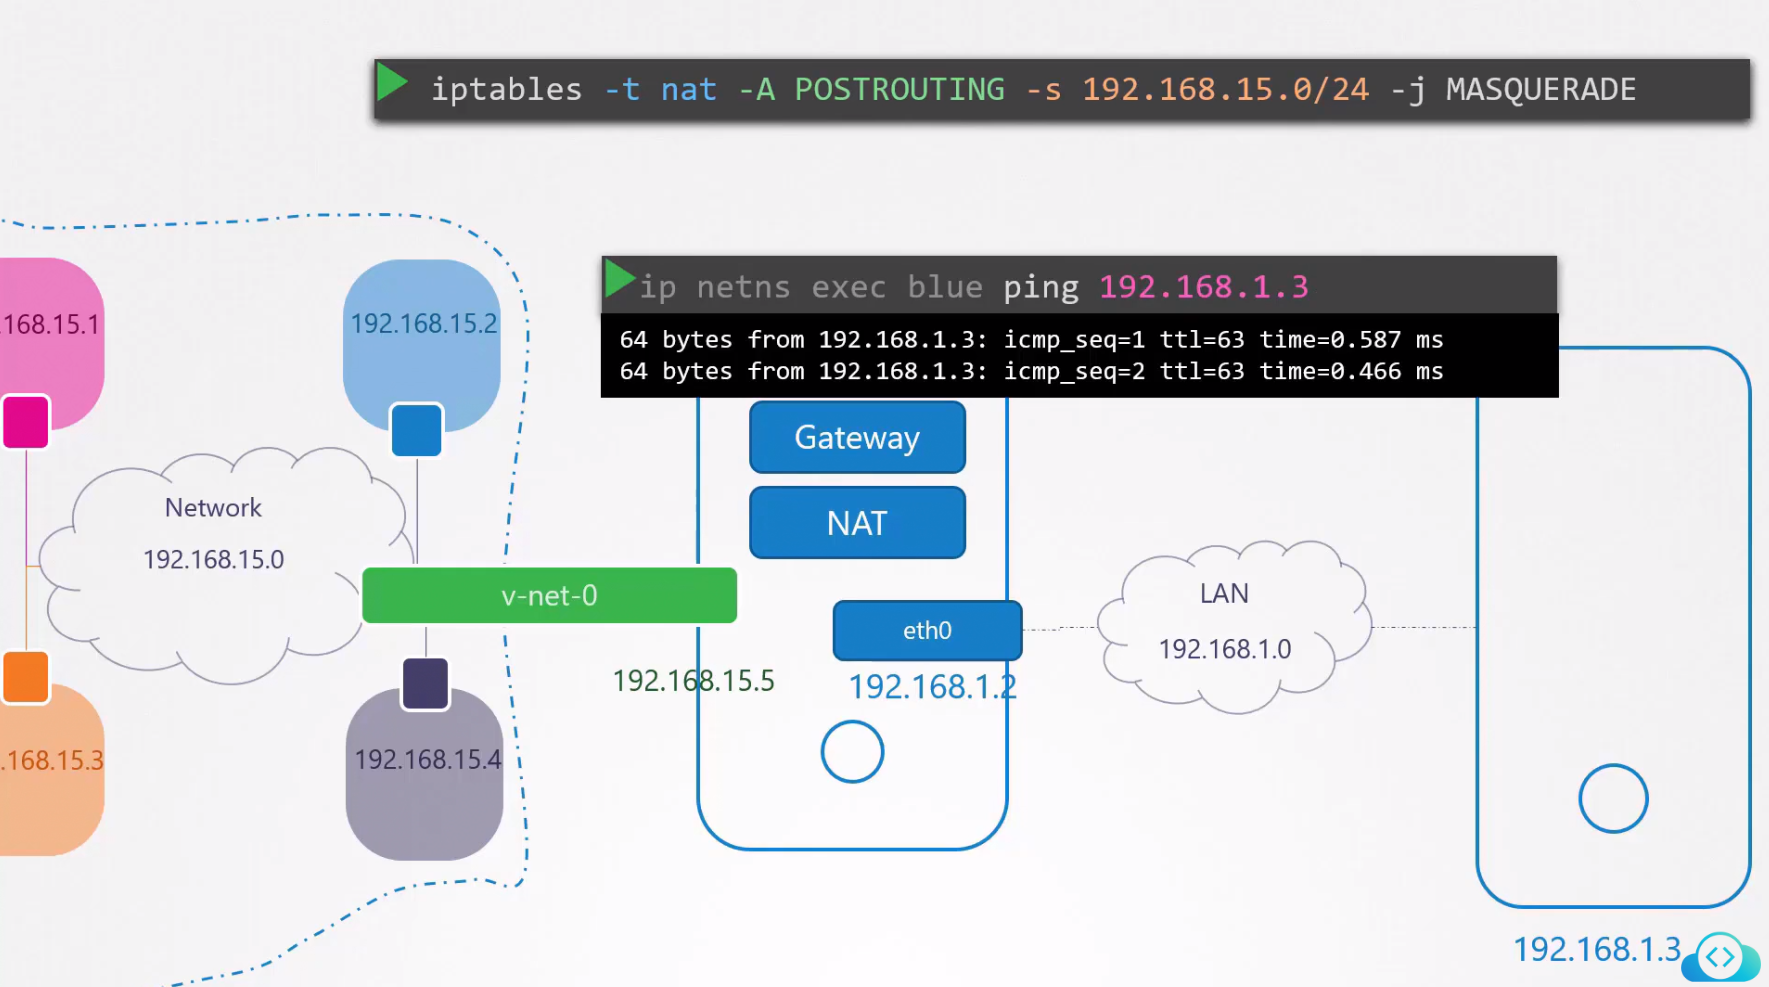 iptables -t nat -A POSTROUTING -s 192.168.15.0/24 -j MASQUERADE
ip netns exec blue ping 192.168.1.3
64 bytes from 192.168.1.3: icmp_seq=1 ttl=63 time=0.587 ms
64 bytes from 192.168.1.3: icmp_seq=2 ttl=63 time=0.466 ms
.168.15.1
192.168.15.2
Gateway
NAT
Network
192.168.15.0
v-net-0
eth0
LAN
192.168.1.0
192.168.15.5
192.168.1.2
.168.15.3
192.168.15.4
192.168.1.3